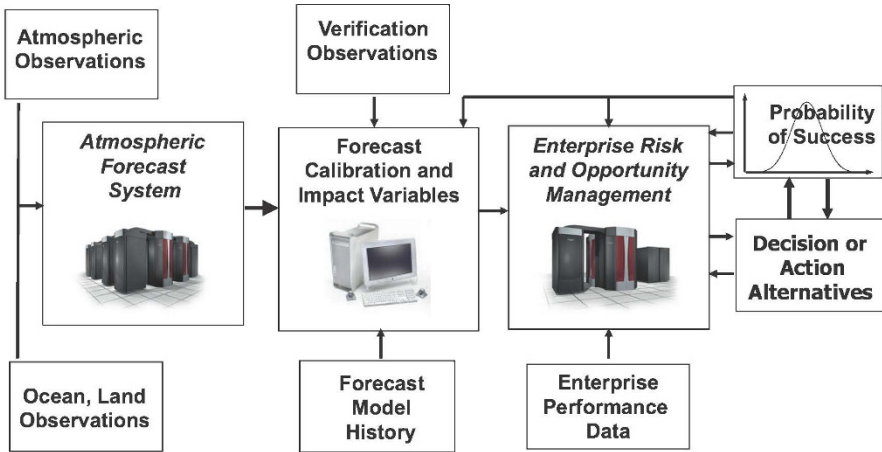 Atmospheric
Observations
Verification
Observations
Atmospheric
Forecast
System
Forecast
Calibration and
Impact Variables
Enterprise Risk
and Opportunity
Management
Probability
of Success
Decision or
Action
Alternatives
Ocean, Land
Observations
Forecast
Model
History
Enterprise
Performance
Data